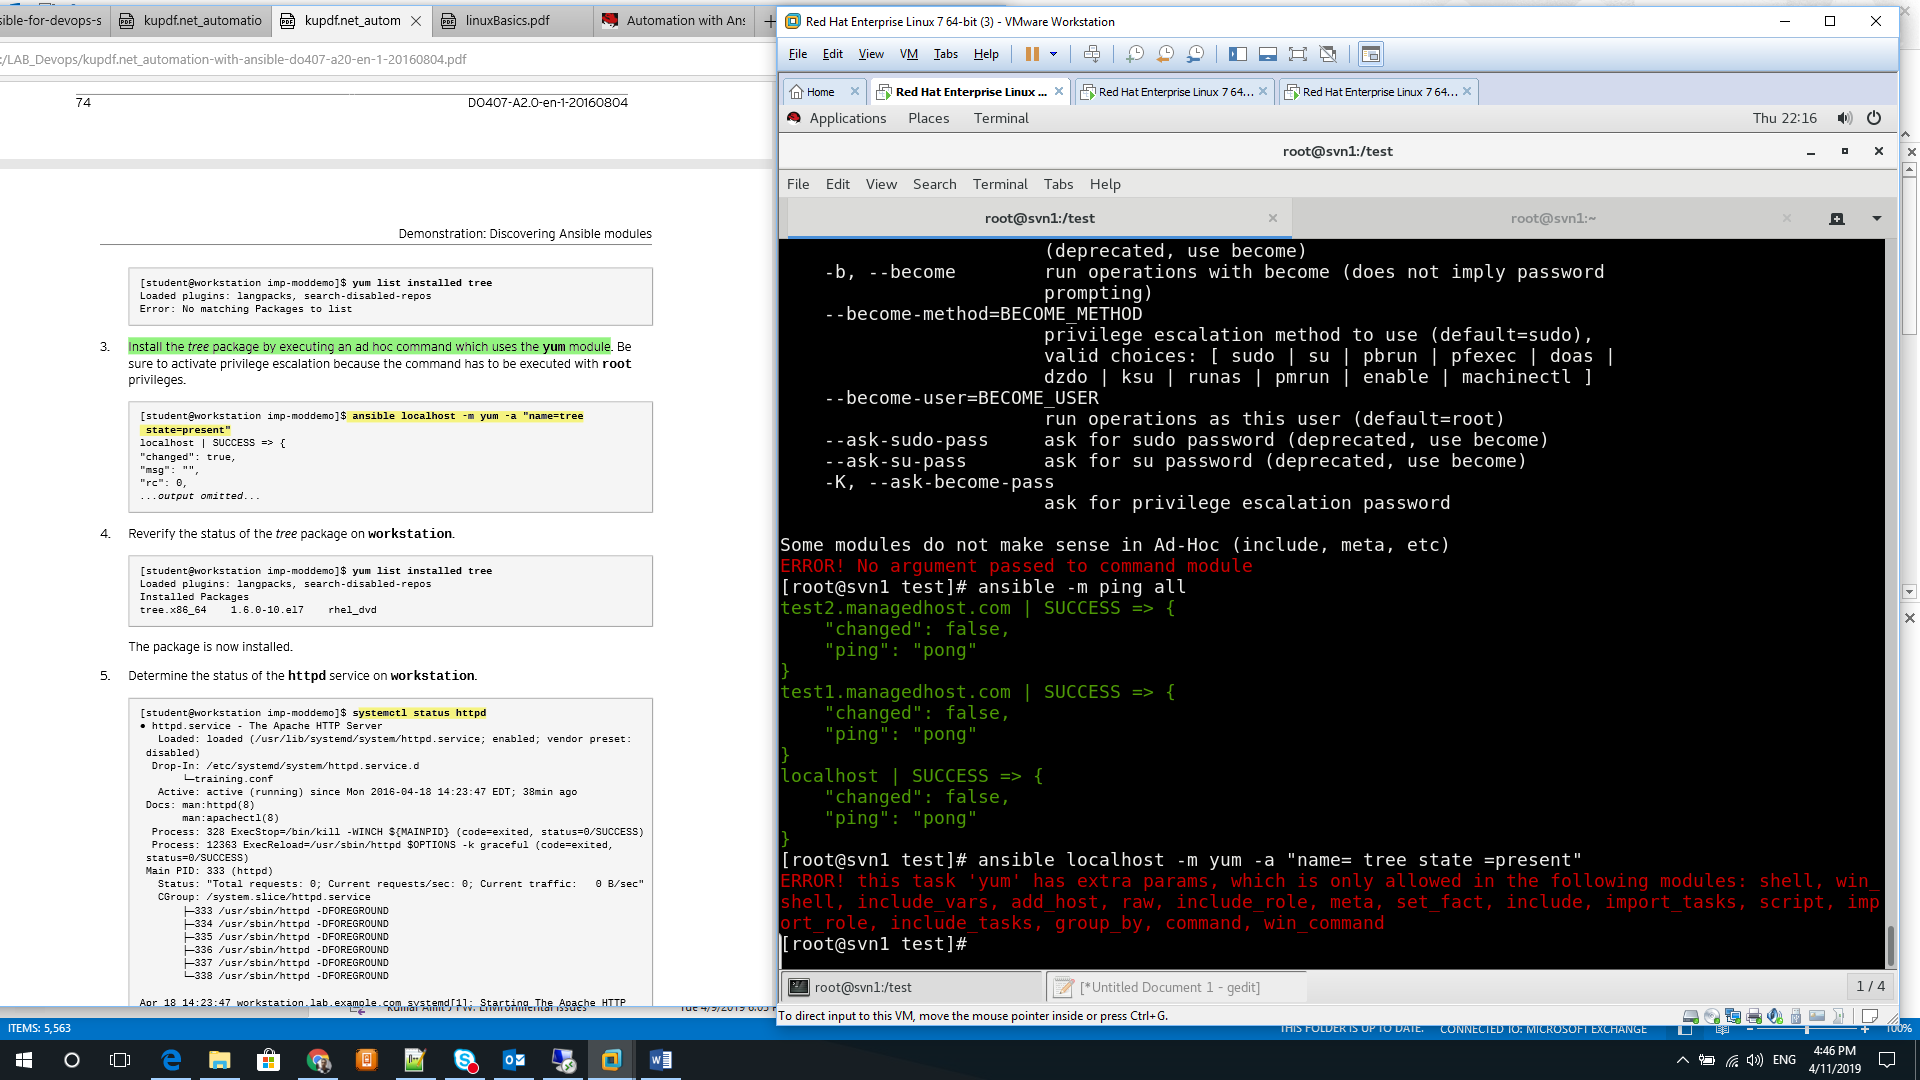 sible-for-devops-s
kupdf.net_automatio
kupdf.net_autom
linuxBasics.pdf
Automation with Ans
:/LAB_Devops/kupdf.net_automation-with-ansible-do407-a20-en-1-20160804.pdf
74
DO407-A2.0-en-1-20160804
Demonstration: Discovering Ansible modules
[student@workstation imp-moddemo]$ yum list installed tree
Loaded plugins: langpacks, search-disabled-repos
Error: No matching Packages to list
3. Install the tree package by executing an ad hoc command which uses the yum module. Be
sure to activate privilege escalation because the command has to be executed with root
privileges.
[student@workstation imp-moddemo]$ ansible localhost -m yum -a "name=tree
state=present"
localhost | SUCCESS => {
"changed": true,
"msg": "",
"rc": 0,
...output omitted...
4. Reverify the status of the tree package on workstation.
[student@workstation imp-moddemo]$ yum list installed tree
Loaded plugins: langpacks, search-disabled-repos
Installed Packages
tree.x86_64 1.6.0-10.el7 rhel_dvd
The package is now installed.
5. Determine the status of the httpd service on workstation.
[student@workstation imp-moddemo]$ systemctl status httpd
● httpd.service - The Apache HTTP Server
Loaded: loaded (/usr/lib/systemd/system/httpd.service; enabled; vendor preset:
disabled)
Drop-In: /etc/systemd/system/httpd.service.d
└─training.conf
Active: active (running) since Mon 2016-04-18 14:23:47 EDT; 38min ago
Docs: man:httpd(8)
man:apachectl(8)
Process: 328 ExecStop=/bin/kill -WINCH ${MAINPID} (code=exited, status=0/SUCCESS)
Process: 12363 ExecReload=/usr/sbin/httpd $OPTIONS -k graceful (code=exited,
status=0/SUCCESS)
Main PID: 333 (httpd)
Status: "Total requests: 0; Current requests/sec: 0; Current traffic: 0 B/sec"
CGroup: /system.slice/httpd.service
├─333 /usr/sbin/httpd -DFOREGROUND
├─334 /usr/sbin/httpd -DFOREGROUND
├─335 /usr/sbin/httpd -DFOREGROUND
├─336 /usr/sbin/httpd -DFOREGROUND
├─337 /usr/sbin/httpd -DFOREGROUND
└─338 /usr/sbin/httpd -DFOREGROUND
Apr 18 14:23:47 workstation.lab.example.com systemd[1]: Starting The Apache HTTP
Red Hat Enterprise Linux 7 64-bit (3) - VMware Workstation
File Edit View VM Tabs Help
Home
Red Hat Enterprise Linux ...
Red Hat Enterprise Linux 7 64...
Red Hat Enterprise Linux 7 64...
Applications Places Terminal
Thu 22:16
root@svn1:/test
File Edit View Search Terminal Tabs Help
root@svn1:/test
root@svn1:~
(deprecated, use become)
-b, --become run operations with become (does not imply password
prompting)
--become-method=BECOME_METHOD
privilege escalation method to use (default=sudo),
valid choices: [ sudo | su | pbrun | pfexec | doas |
dzdo | ksu | runas | pmrun | enable | machinectl ]
--become-user=BECOME_USER
run operations as this user (default=root)
--ask-sudo-pass ask for sudo password (deprecated, use become)
--ask-su-pass ask for su password (deprecated, use become)
-K, --ask-become-pass
ask for privilege escalation password
Some modules do not make sense in Ad-Hoc (include, meta, etc)
ERROR! No argument passed to command module
[root@svn1 test]# ansible -m ping all
test2.managedhost.com | SUCCESS => {
"changed": false,
"ping": "pong"
}
test1.managedhost.com | SUCCESS => {
"changed": false,
"ping": "pong"
}
localhost | SUCCESS => {
"changed": false,
"ping": "pong"
}
[root@svn1 test]# ansible localhost -m yum -a "name= tree state =present"
ERROR! this task 'yum' has extra params, which is only allowed in the following modules: shell, win_
shell, include_vars, add_host, raw, include_role, meta, set_fact, include, import_tasks, script, imp
ort_role, include_tasks, group_by, command, win_command
[root@svn1 test]#
root@svn1:/test
[*Untitled Document 1 - gedit]
1 / 4
To direct input to this VM, move the mouse pointer inside or press Ctrl+G.
ITEMS: 5,563
THIS FOLDER IS UP TO DATE. CONNECTED TO: MICROSOFT EXCHANGE
100%
ENG
4:46 PM
4/11/2019